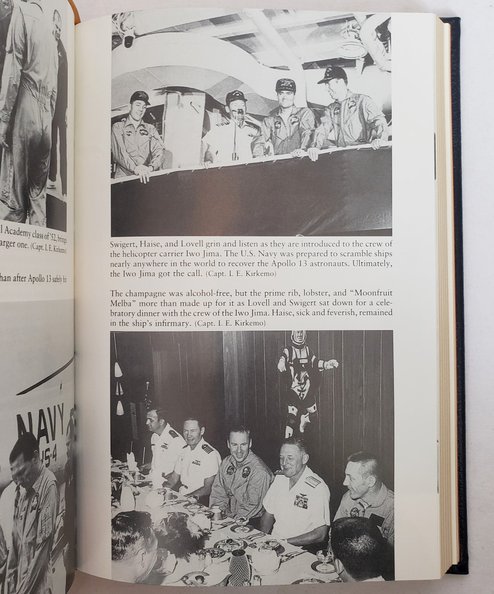 l Academy class of '52, brings
arger one. (Capt. I. E. Kirkemo)
han after Apollo 13 safely hit
NAVY
Swigert, Haise, and Lovell grin and listen as they are introduced to the crew of
the helicopter carrier Iwo Jima. The U.S. Navy was prepared to scramble ships
nearly anywhere in the world to recover the Apollo 13 astronauts. Ultimately,
the Iwo Jima got the call. (Capt. I. E. Kirkemo)
The champagne was alcohol-free, but the prime rib, lobster, and "Moonfruit
Melba" more than made up for it as Lovell and Swigert sat down for a cele-
bratory dinner with the crew of the Iwo Jima. Haise, sick and feverish, remained
in the ship's infirmary. (Capt. I. E. Kirkemo)